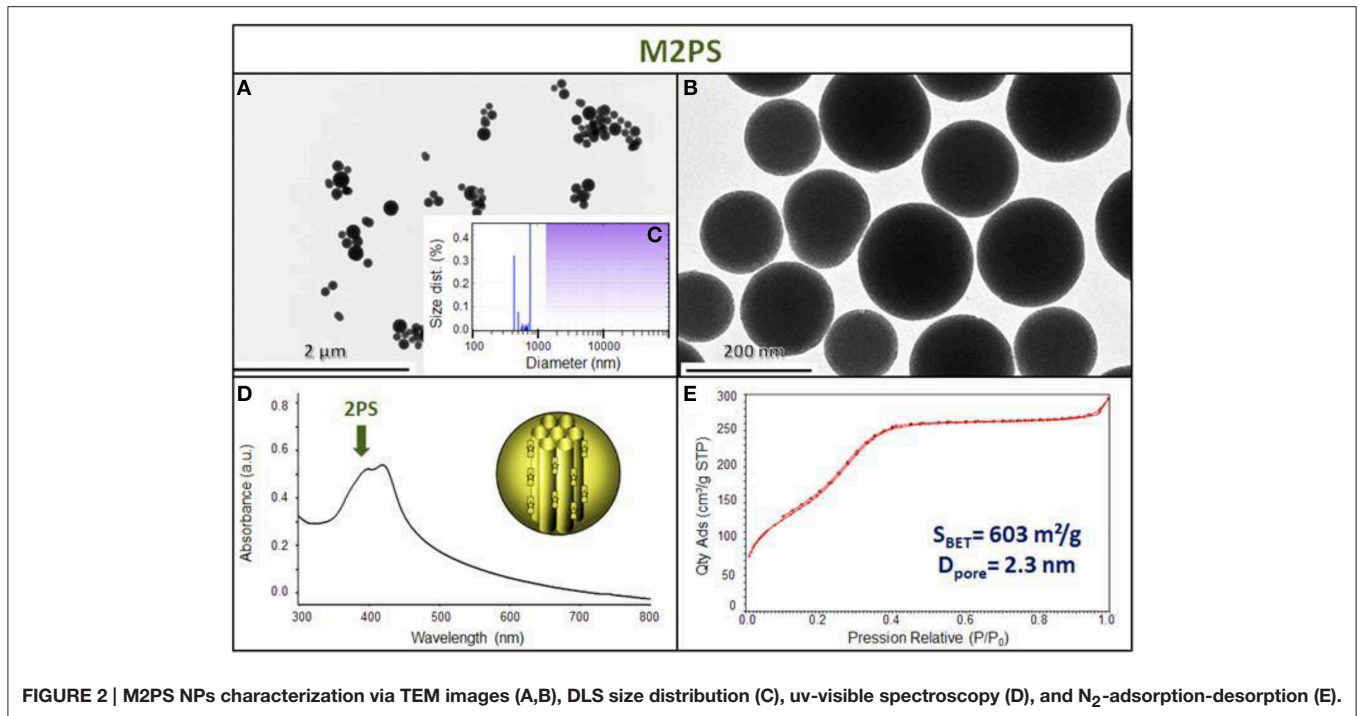 M2PS
A
2 µm
C
Size dist. (%)
0.4
0.3
0.2
0.1
0.0
100
1000
10000
Diameter (nm)
B
200 nm
D
2PS
Absorbance (a.u.)
0.8
0.6
0.4
0.2
0.0
300
400
500
600
700
800
Wavelength (nm)
E
Qty Ads (cm³/g STP)
300
250
200
150
100
50
0
S_BET= 603 m²/g
D_pore= 2.3 nm
0.0
0.2
0.4
0.6
0.8
1.0
Pression Relative (P/P₀)
FIGURE 2 | M2PS NPs characterization via TEM images (A,B), DLS size distribution (C), uv-visible spectroscopy (D), and N₂-adsorption-desorption (E).